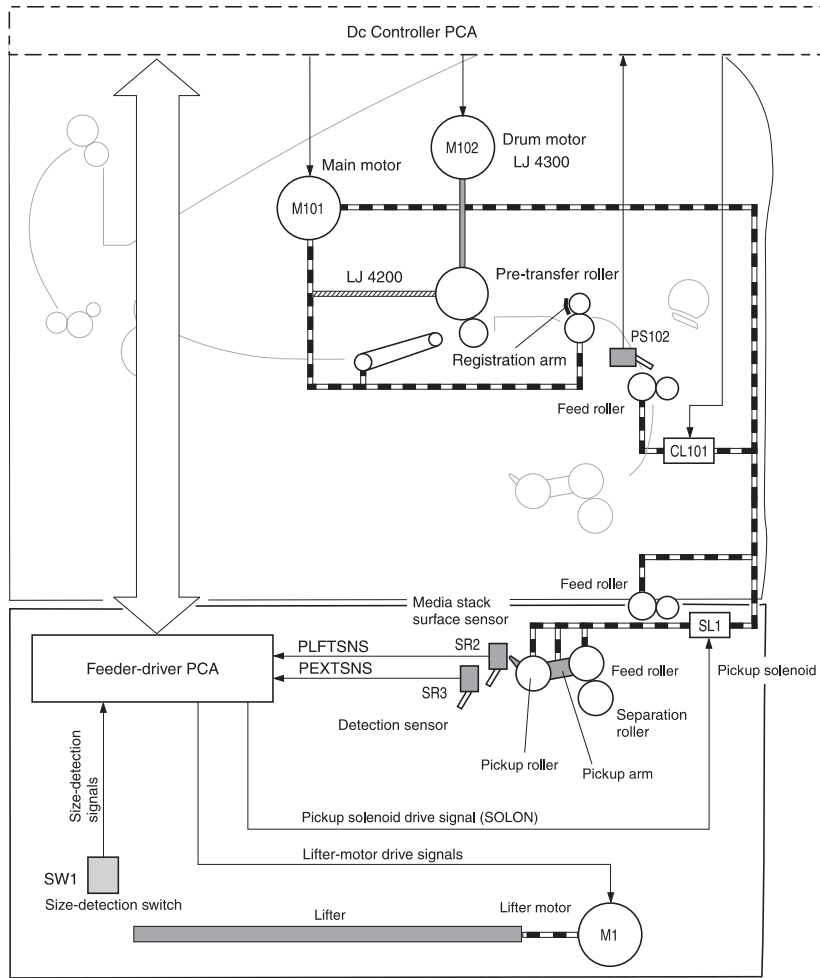 Dc Controller PCA
Drum motor
LJ 4300
M102
Main motor
M101
LJ 4200
Pre-transfer roller
PS102
Registration arm
Feed roller
CL101
Feed roller
Media stack
surface sensor
SL1
PLFTSNS
SR2
Feeder-driver PCA
Feed roller
Pickup solenoid
PEXTSNS
SR3
Detection sensor
Separation
roller
Pickup roller
Pickup arm
Size-detection
signals
Pickup solenoid drive signal (SOLON)
Lifter-motor drive signals
SW1
Size-detection switch
Lifter
Lifter motor
M1